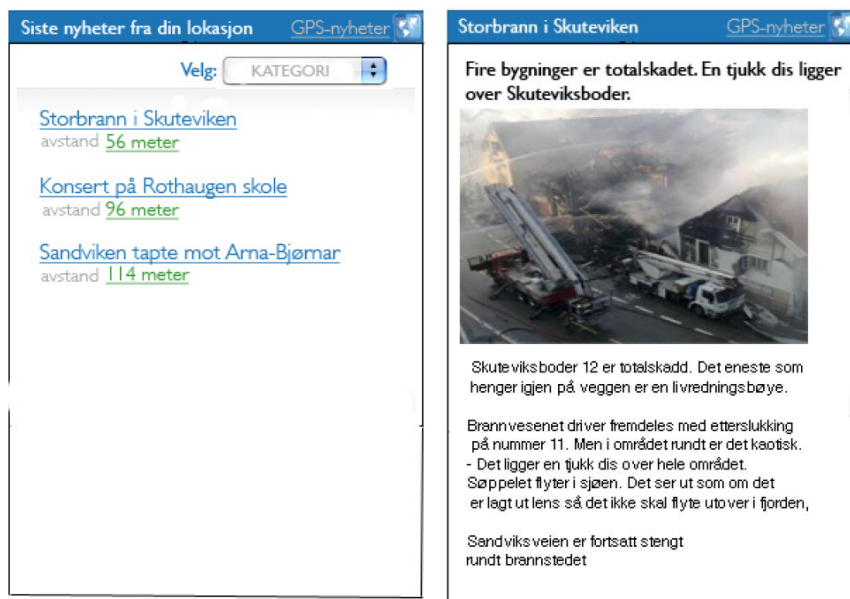 Siste nyheter fra din lokasjon GPS-nyheter
Velg: KATEGORI
Storbrann i Skuteviken
avstand 56 meter
Konsert på Rothaugen skole
avstand 96 meter
Sandviken tapte mot Arna-Bjørnar
avstand 114 meter
Storbrann i Skuteviken GPS-nyheter
Fire bygninger er totalskadet. En tjukk dis ligger
over Skuteviksboder.
Skuteviksboder 12 er totalskadd. Det eneste som
henger igjen på veggen er en livredningsbøye.
Brannvesenet driver fremdeles med etterslukking
på nummer 11. Men i området rundt er det kaotisk.
- Det ligger en tjukk dis over hele området.
Søppelet flyter i sjøen. Det ser ut som om det
er lagt ut lens så det ikke skal flyte utover i fjorden,
Sandviksveien er fortsatt stengt
rundt brannstedet